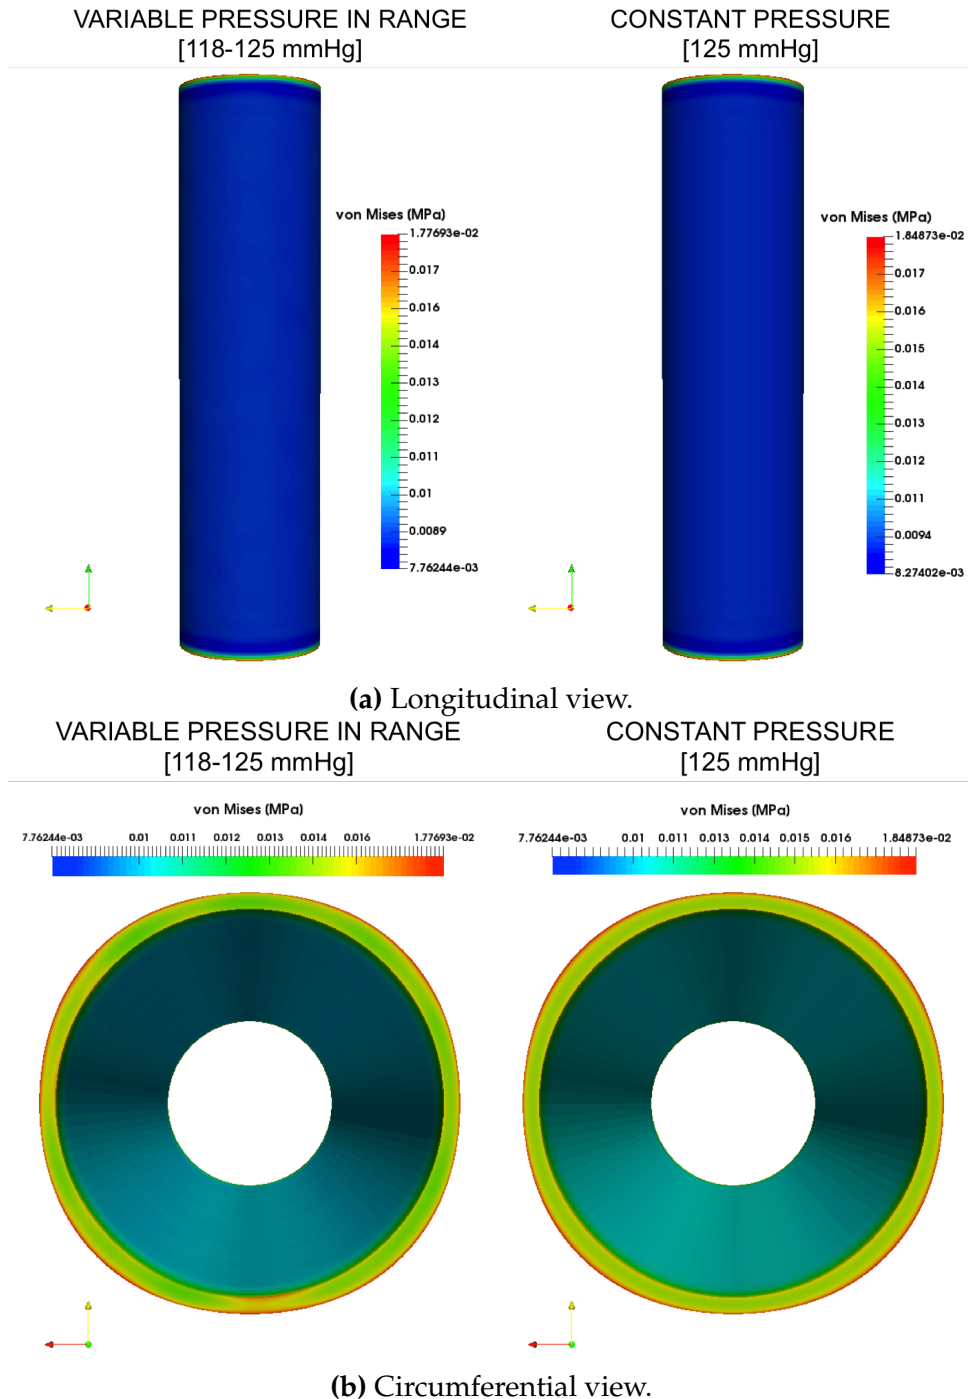 VARIABLE PRESSURE IN RANGE
[118-125 mmHg]
CONSTANT PRESSURE
[125 mmHg]
von Mises (MPa)
1.77693e-02
0.017
0.016
0.014
0.013
0.012
0.011
0.01
0.0089
7.76244e-03
von Mises (MPa)
1.84873e-02
0.017
0.016
0.015
0.014
0.013
0.012
0.011
0.0094
8.27402e-03
(a) Longitudinal view.
VARIABLE PRESSURE IN RANGE
[118-125 mmHg]
CONSTANT PRESSURE
[125 mmHg]
von Mises (MPa)
7.76244e-03 0.01 0.011 0.012 0.013 0.014 0.016 1.77693e-02
von Mises (MPa)
7.76244e-03 0.01 0.011 0.013 0.014 0.015 0.016 1.84873e-02
(b) Circumferential view.